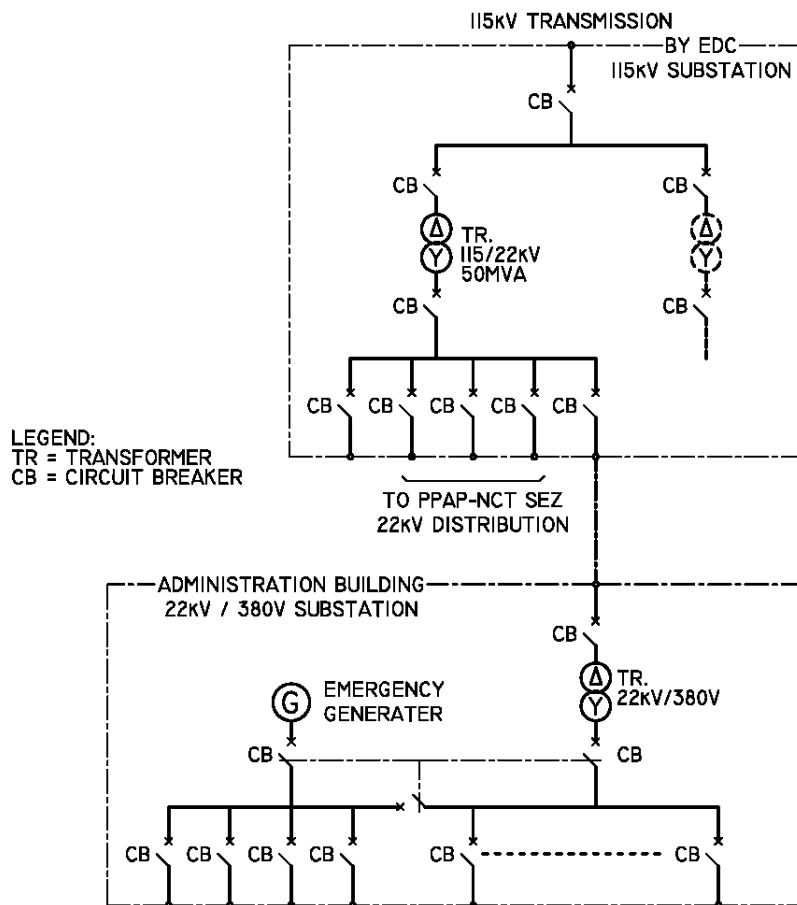 115kV TRANSMISSION
BY EDC
115kV SUBSTATION
CB
CB
CB
Δ
Y
TR.
115/22kV
50MVA
Δ
Y
CB
CB
CB
CB
CB
CB
CB
LEGEND:
TR = TRANSFORMER
CB = CIRCUIT BREAKER
TO PPAP-NCT SEZ
22kV DISTRIBUTION
ADMINISTRATION BUILDING
22kV / 380V SUBSTATION
CB
Δ
Y
TR.
22kV/380V
G
EMERGENCY
GENERATER
CB
CB
CB
CB
CB
CB
CB
CB